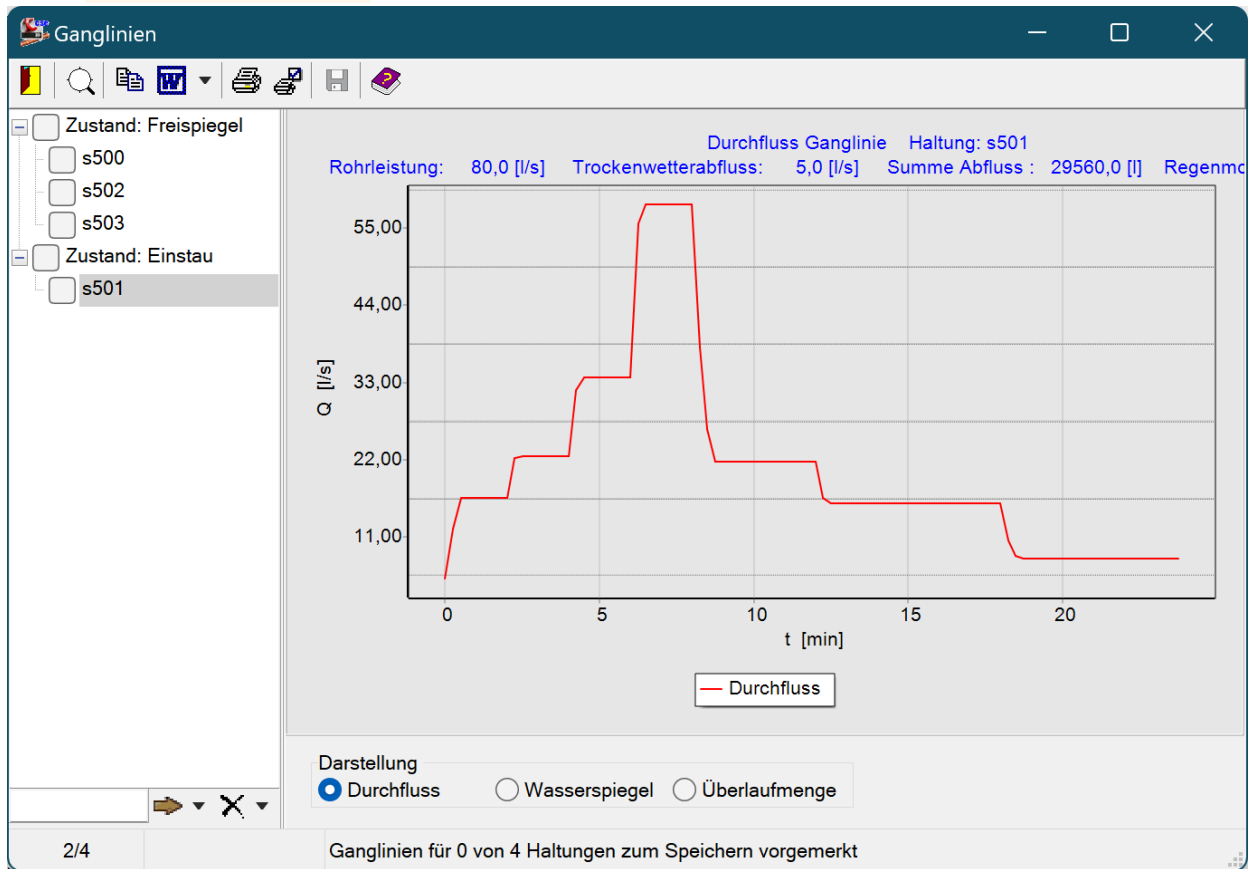 Ganglinien
Zustand: Freispiegel
s500
s502
s503
Zustand: Einstau
s501
Durchfluss Ganglinie Haltung: s501
Rohrleistung: 80,0 [l/s] Trockenwetterabfluss: 5,0 [l/s] Summe Abfluss : 29560,0 [l] Regenmo
55,00
44,00
33,00
22,00
11,00
Q [l/s]
0 5 10 15 20
t [min]
Durchfluss
Darstellung
Durchfluss Wasserspiegel Überlaufmenge
2/4 Ganglinien für 0 von 4 Haltungen zum Speichern vorgemerkt